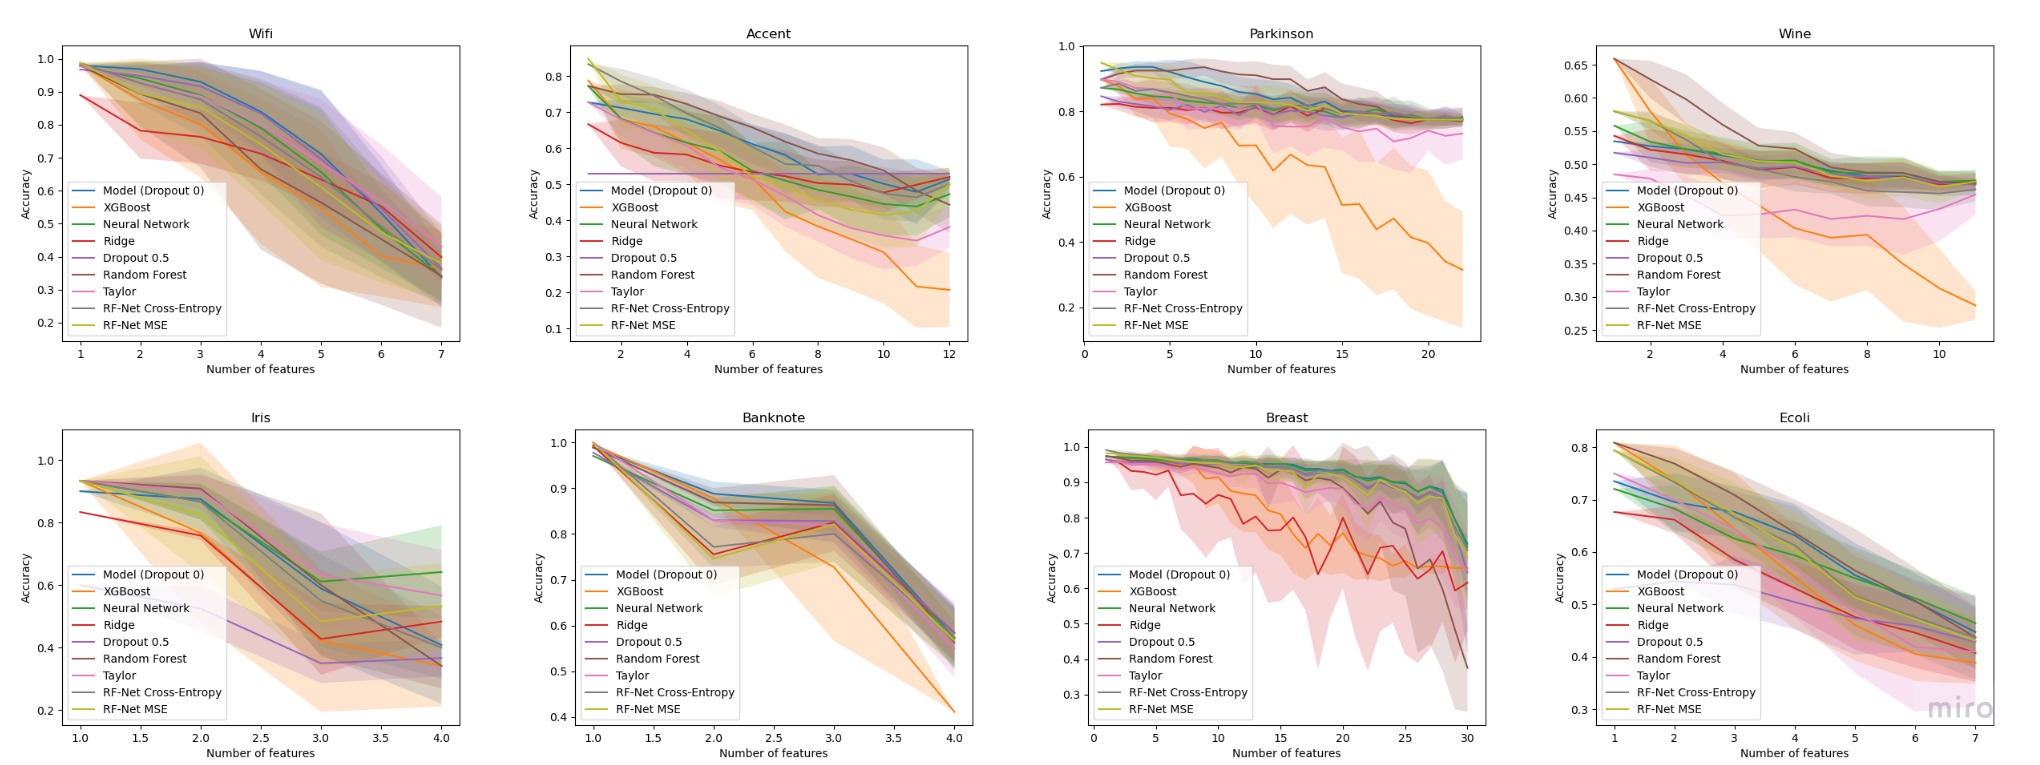 Wifi
Accuracy
1.0
0.9
0.8
0.7
0.6
0.5
0.4
0.3
0.2
Model (Dropout 0)
XGBoost
Neural Network
Ridge
Dropout 0.5
Random Forest
Taylor
RF-Net Cross-Entropy
RF-Net MSE
1 2 3 4 5 6 7
Number of features
Accent
Accuracy
0.8
0.7
0.6
0.5
0.4
0.3
0.2
0.1
Model (Dropout 0)
XGBoost
Neural Network
Ridge
Dropout 0.5
Random Forest
Taylor
RF-Net Cross-Entropy
RF-Net MSE
2 4 6 8 10 12
Number of features
Parkinson
Accuracy
1.0
0.8
0.6
0.4
0.2
Model (Dropout 0)
XGBoost
Neural Network
Ridge
Dropout 0.5
Random Forest
Taylor
RF-Net Cross-Entropy
RF-Net MSE
0 5 10 15 20
Number of features
Wine
Accuracy
0.65
0.60
0.55
0.50
0.45
0.40
0.35
0.30
0.25
Model (Dropout 0)
XGBoost
Neural Network
Ridge
Dropout 0.5
Random Forest
Taylor
RF-Net Cross-Entropy
RF-Net MSE
2 4 6 8 10
Number of features
Iris
Accuracy
1.0
0.8
0.6
0.4
0.2
Model (Dropout 0)
XGBoost
Neural Network
Ridge
Dropout 0.5
Random Forest
Taylor
RF-Net Cross-Entropy
RF-Net MSE
1.0 1.5 2.0 2.5 3.0 3.5 4.0
Number of features
Banknote
Accuracy
1.0
0.9
0.8
0.7
0.6
0.5
0.4
Model (Dropout 0)
XGBoost
Neural Network
Ridge
Dropout 0.5
Random Forest
Taylor
RF-Net Cross-Entropy
RF-Net MSE
1.0 1.5 2.0 2.5 3.0 3.5 4.0
Number of features
Breast
Accuracy
1.0
0.9
0.8
0.7
0.6
0.5
0.4
0.3
Model (Dropout 0)
XGBoost
Neural Network
Ridge
Dropout 0.5
Random Forest
Taylor
RF-Net Cross-Entropy
RF-Net MSE
0 5 10 15 20 25 30
Number of features
Ecoli
Accuracy
0.8
0.7
0.6
0.5
0.4
0.3
Model (Dropout 0)
XGBoost
Neural Network
Ridge
Dropout 0.5
Random Forest
Taylor
RF-Net Cross-Entropy
RF-Net MSE
1 2 3 4 5 6 7
Number of features
miro